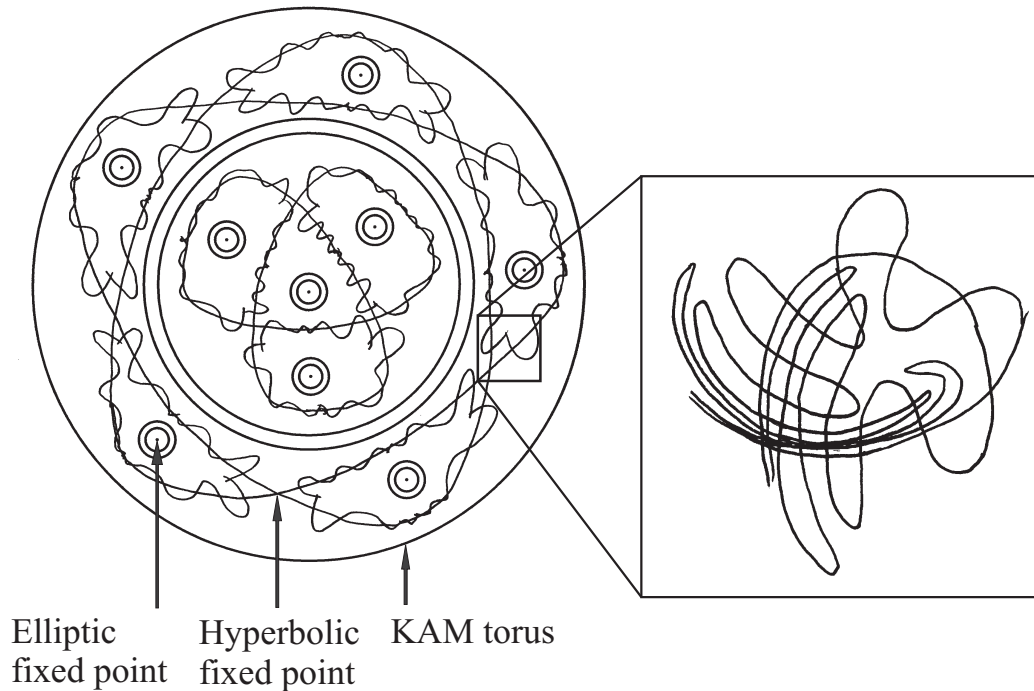 Elliptic
fixed point
Hyperbolic
fixed point
KAM torus